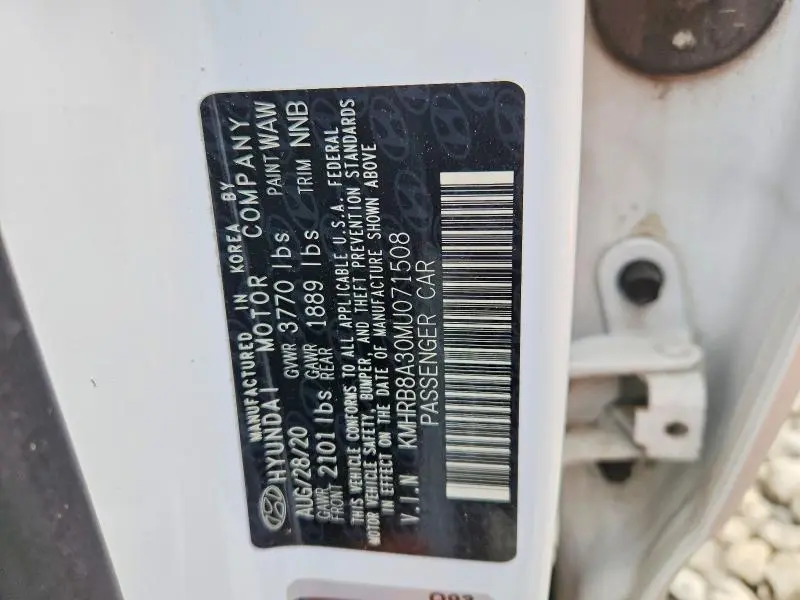 MANUFACTURED IN KOREA BY
HYUNDAI MOTOR COMPANY
AUG/28/20 GVWR 3770 lbs PAINT WAW
GAWR FRONT 2101 lbs GAWR REAR 1889 lbs TRIM NNB
THIS VEHICLE CONFORMS TO ALL APPLICABLE U.S.A. FEDERAL
MOTOR VEHICLE SAFETY, BUMPER, AND THEFT PREVENTION STANDARDS
IN EFFECT ON THE DATE OF MANUFACTURE SHOWN ABOVE
V.I.N KMHRB8A30MU071508
PASSENGER CAR